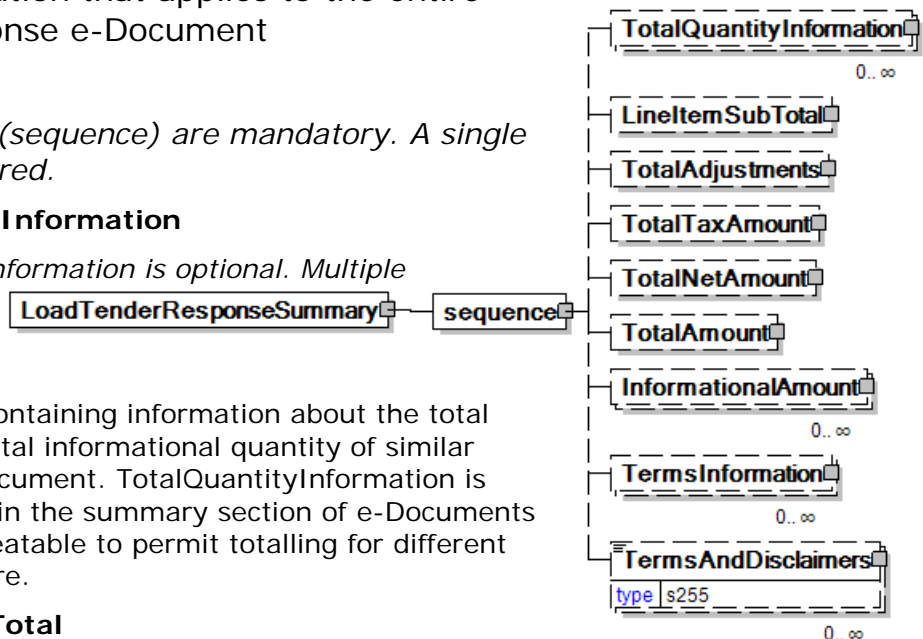 ation that applies to the entire
onse e-Document
(sequence) are mandatory. A single
red.
Information
nformation is optional. Multiple
LoadTenderResponseSummary
sequence
ontaining information about the total
tal informational quantity of similar
cument. TotalQuantityInformation is
in the summary section of e-Documents
eatable to permit totalling for different
re.
Total
TotalQuantityInformation
0.. ∞
LineItemSubTotal
TotalAdjustments
TotalTaxAmount
TotalNetAmount
TotalAmount
InformationalAmount
0.. ∞
TermsInformation
0.. ∞
TermsAndDisclaimers
type s255
0.. ∞